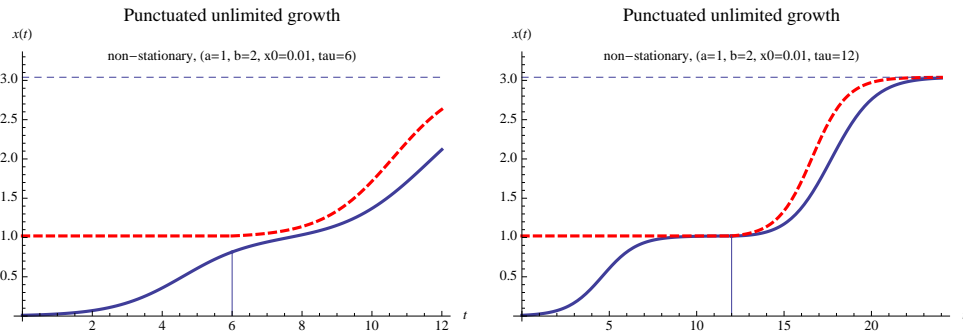 Punctuated unlimited growth
x(t)
non−stationary, (a=1, b=2, x0=0.01, tau=6)
3.0
2.5
2.0
1.5
1.0
0.5
2 4 6 8 10 12 t
Punctuated unlimited growth
x(t)
non−stationary, (a=1, b=2, x0=0.01, tau=12)
3.0
2.5
2.0
1.5
1.0
0.5
5 10 15 20